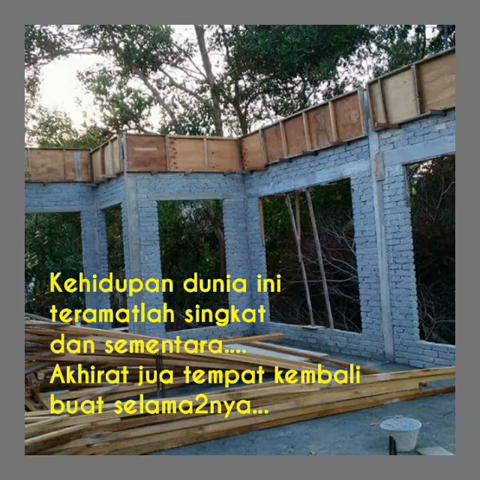 Kehidupan dunia ini
teramatlah singkat
dan sementara....
Akhirat jua tempat kembali
buat selama2nya...